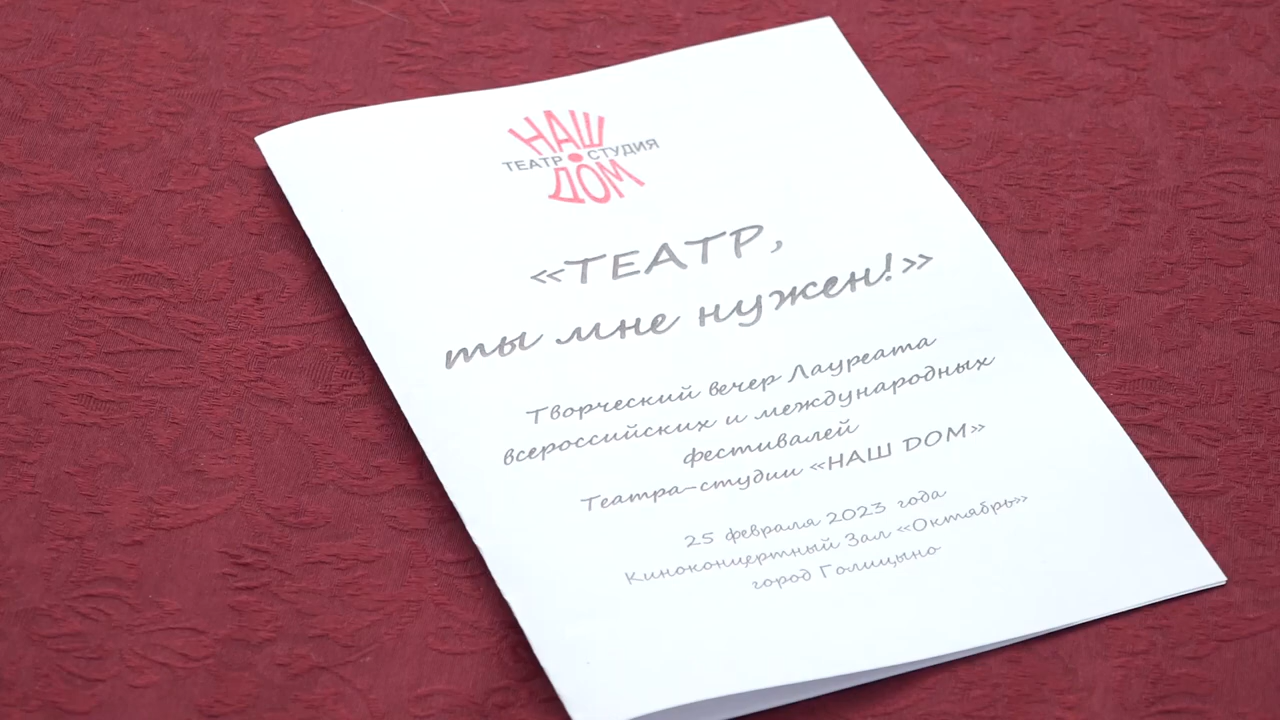 НАШ
ТЕАТР СТУДИЯ
ДОМ
«ТЕАТР,
ты мне нужен!»
Творческий вечер Лауреата
всероссийских и международных
фестивалей
Театра-студии «НАШ ДОМ»
25 февраля 2023 года
Киноконцертный Зал «Октябрь»
город Голицыно